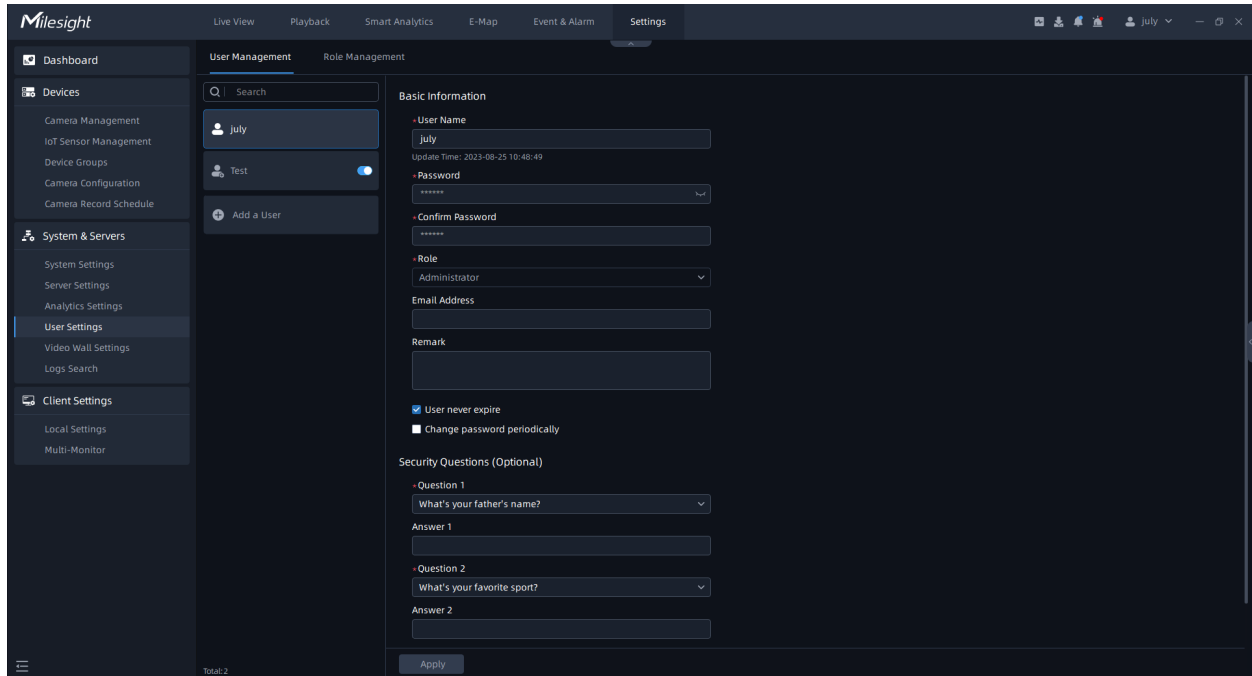 Milesight
Live View Playback Smart Analytics E-Map Event & Alarm Settings july
Dashboard
Devices
Camera Management
IoT Sensor Management
Device Groups
Camera Configuration
Camera Record Schedule
System & Servers
System Settings
Server Settings
Analytics Settings
User Settings
Video Wall Settings
Logs Search
Client Settings
Local Settings
Multi-Monitor
User Management Role Management
Search
july
Test
Add a User
Total:2
Basic Information
*User Name
july
Update Time: 2023-08-25 10:48:49
*Password
******
*Confirm Password
******
*Role
Administrator
Email Address
Remark
User never expire
Change password periodically
Security Questions (Optional)
*Question 1
What's your father's name?
Answer 1
*Question 2
What's your favorite sport?
Answer 2
Apply